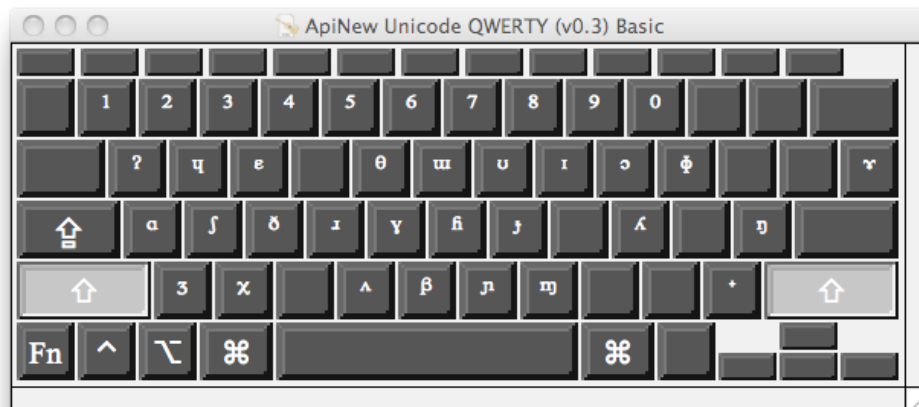 ApiNew Unicode QWERTY (v0.3) Basic
1 2 3 4 5 6 7 8 9 0
ʔ ɥ ɛ θ ɯ ʊ ɪ ɔ ɸ ɤ
ɑ ʃ ð ɹ ɣ ɦ ɟ ʎ ŋ
ʒ χ ʌ β ɲ ɱ ˖
Fn ^ ⌥ ⌘ ⌘